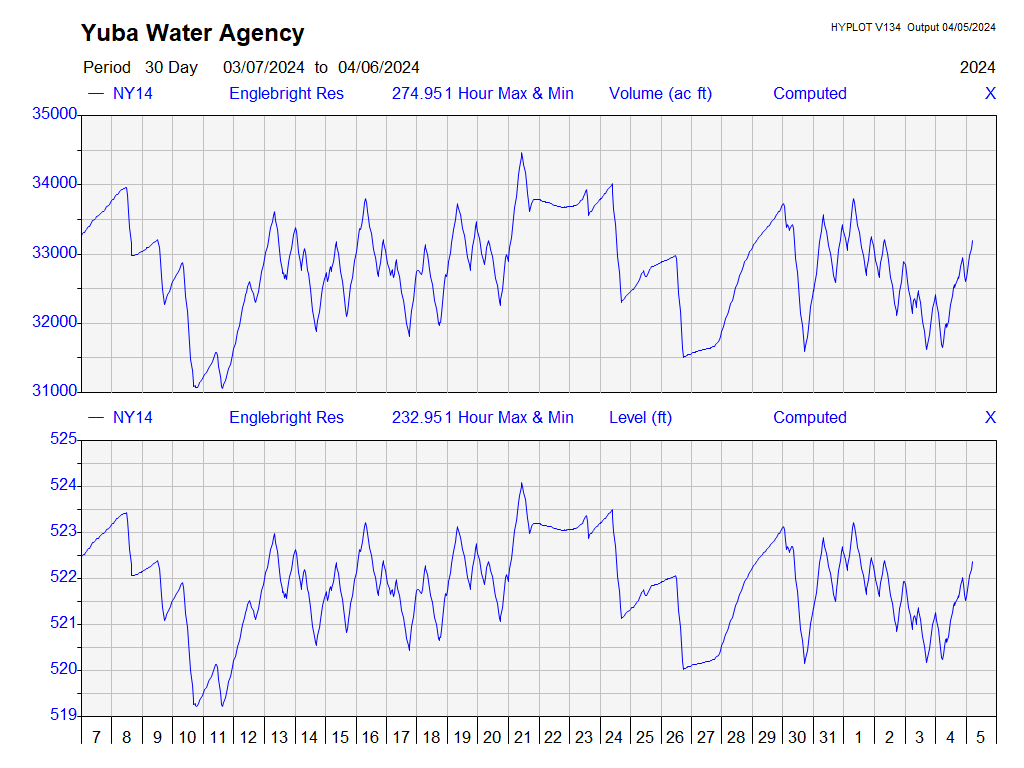 Yuba Water Agency
HYPLOT V134 Output 04/05/2024
Period 30 Day 03/07/2024 to 04/06/2024
2024
NY14 Englebright Res 274.951 Hour Max & Min Volume (ac ft) Computed X
35000
34000
33000
32000
31000
NY14 Englebright Res 232.951 Hour Max & Min Level (ft) Computed X
525
524
523
522
521
520
519
7 8 9 10 11 12 13 14 15 16 17 18 19 20 21 22 23 24 25 26 27 28 29 30 31 1 2 3 4 5